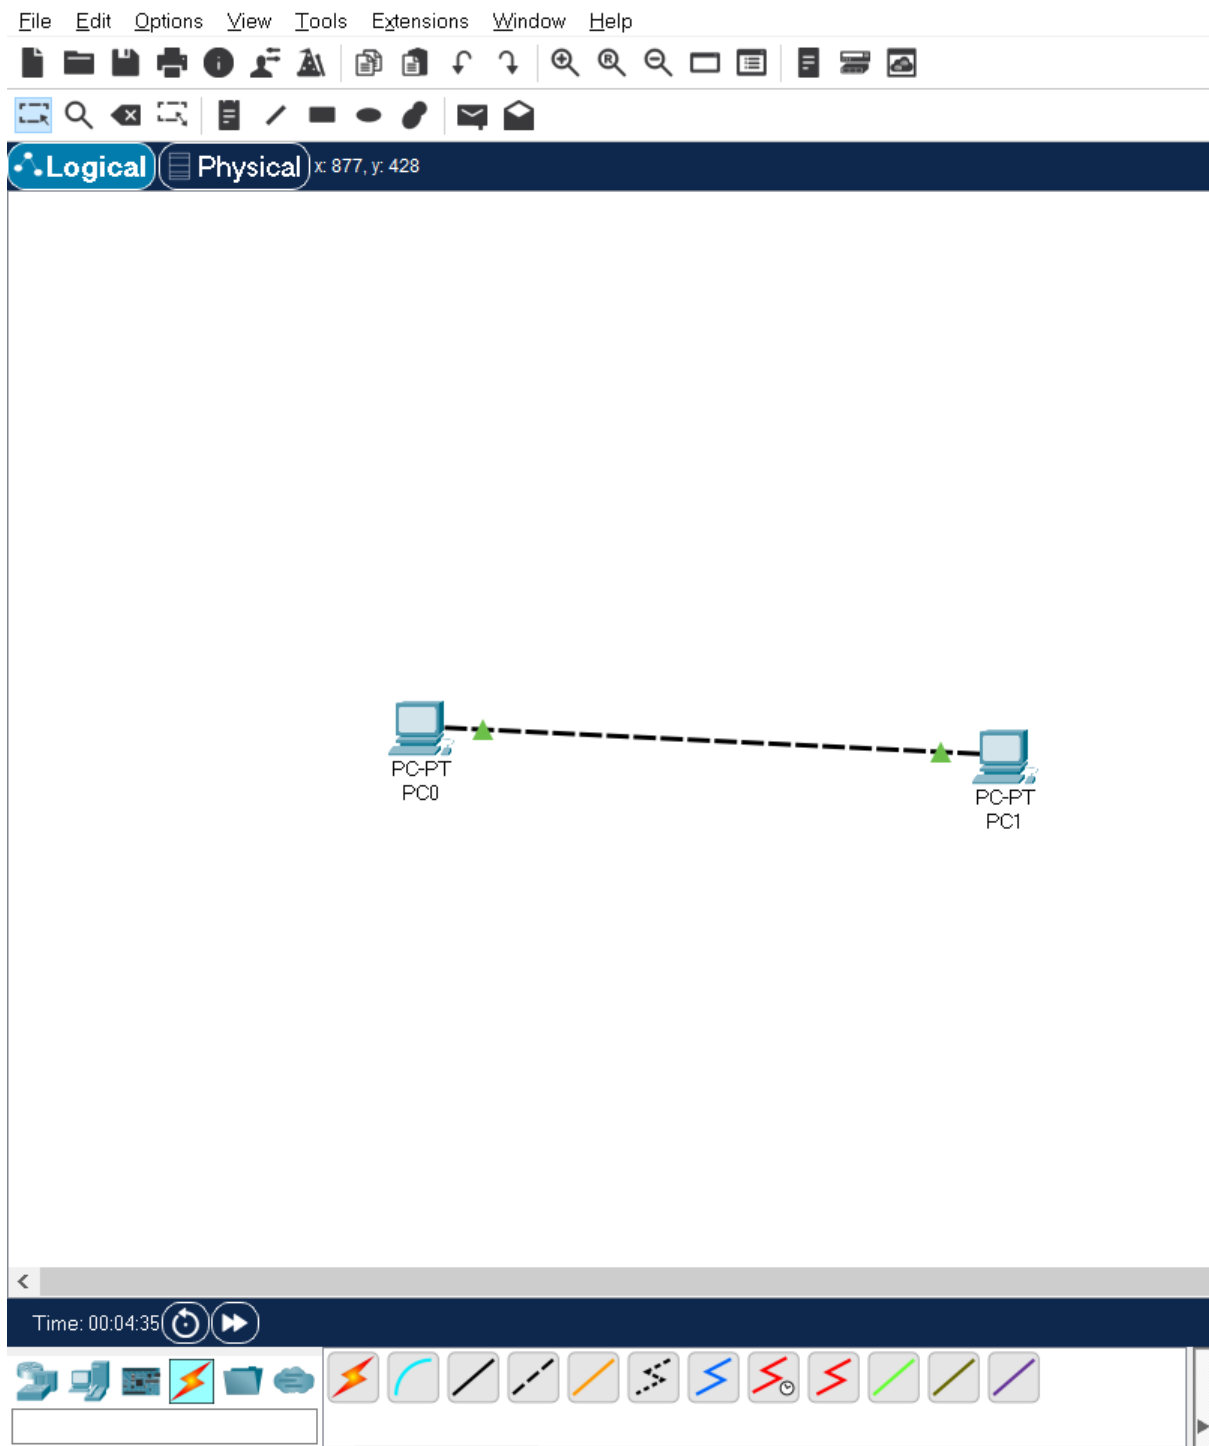 File Edit Options View Tools Extensions Window Help
Logical Physical x: 877, y: 428
PC-PT
PC0
PC-PT
PC1
Time: 00:04:35